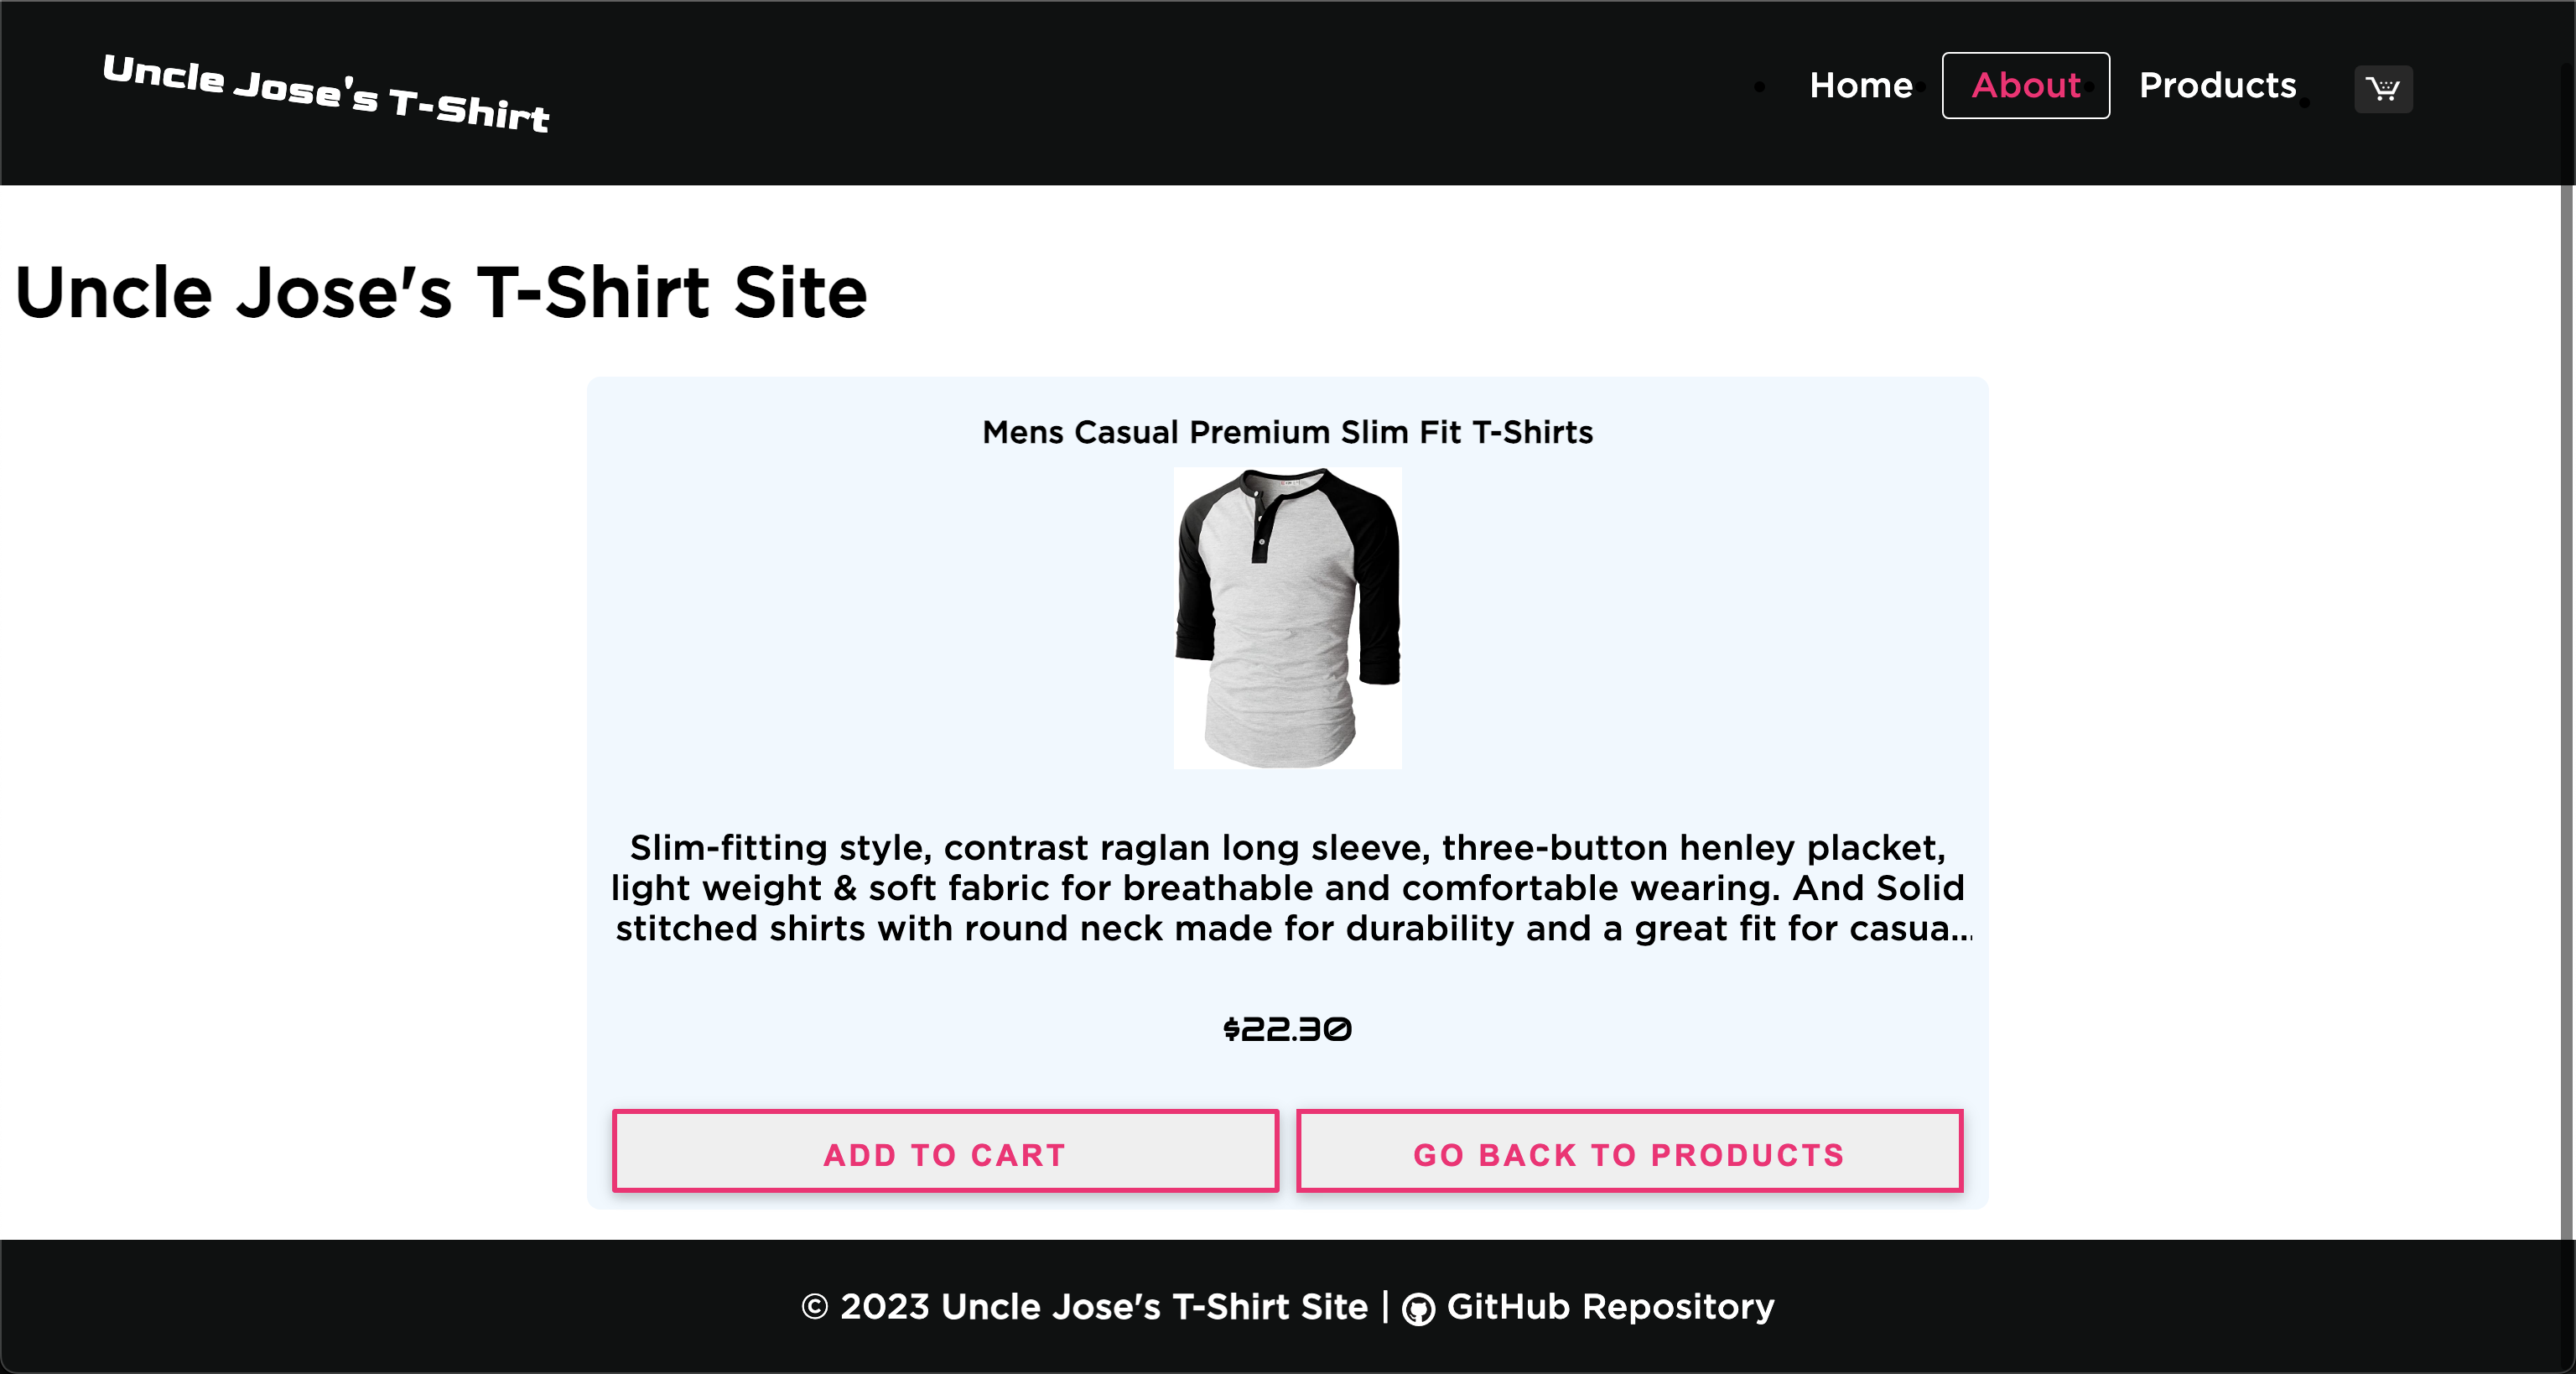 Uncle Jose's T-Shirt
Home About Products
Uncle Jose's T-Shirt Site
Mens Casual Premium Slim Fit T-Shirts
Slim-fitting style, contrast raglan long sleeve, three-button henley placket,
light weight & soft fabric for breathable and comfortable wearing. And Solid
stitched shirts with round neck made for durability and a great fit for casua...
$22.30
ADD TO CART
GO BACK TO PRODUCTS
© 2023 Uncle Jose's T-Shirt Site | GitHub Repository